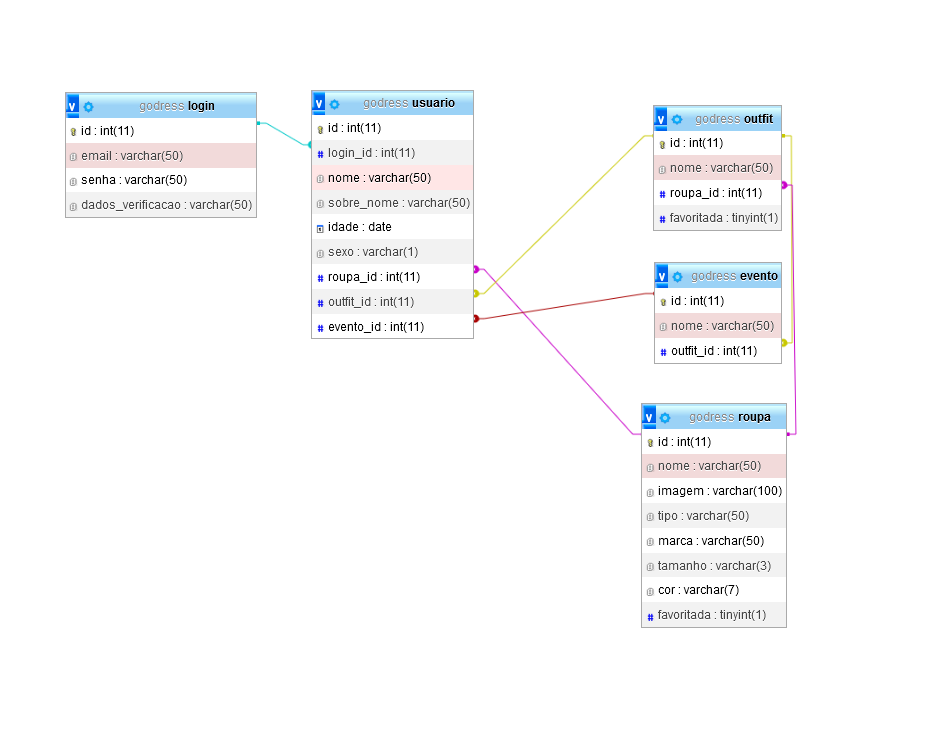 godress login
id : int(11)
email : varchar(50)
senha : varchar(50)
dados_verificacao : varchar(50)
godress usuario
id : int(11)
login_id : int(11)
nome : varchar(50)
sobre_nome : varchar(50)
idade : date
sexo : varchar(1)
roupa_id : int(11)
outfit_id : int(11)
evento_id : int(11)
godress outfit
id : int(11)
nome : varchar(50)
roupa_id : int(11)
favoritada : tinyint(1)
godress evento
id : int(11)
nome : varchar(50)
outfit_id : int(11)
godress roupa
id : int(11)
nome : varchar(50)
imagem : varchar(100)
tipo : varchar(50)
marca : varchar(50)
tamanho : varchar(3)
cor : varchar(7)
favoritada : tinyint(1)